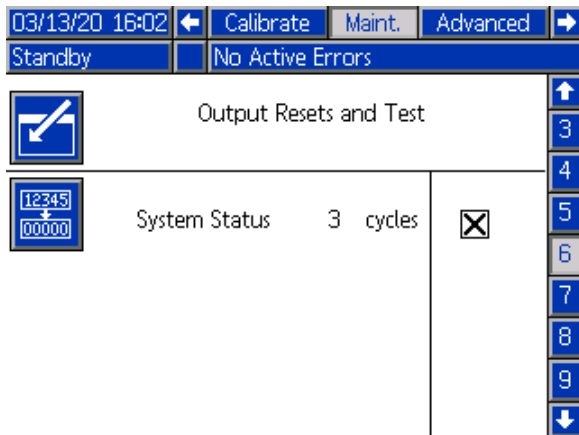 03/13/20 16:02 Calibrate Maint. Advanced
Standby No Active Errors
Output Resets and Test
3
4
12345
00000
System Status 3 cycles
5
6
7
8
9